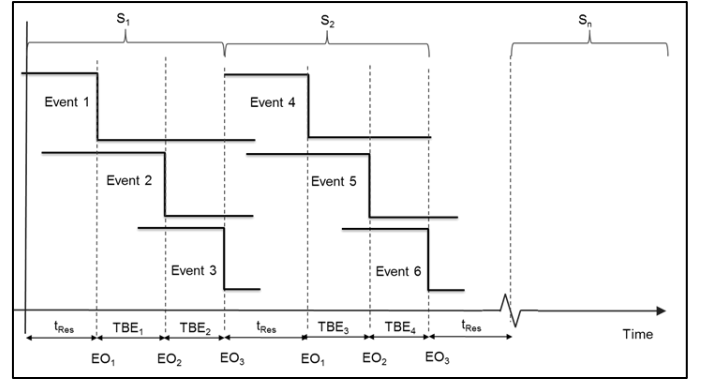 S₁ S₂ Sₙ
Event 1 Event 4
Event 2 Event 5
Event 3 Event 6
tRes TBE₁ TBE₂ tRes TBE₃ TBE₄ tRes Time
EO₁ EO₂ EO₃ EO₁ EO₂ EO₃